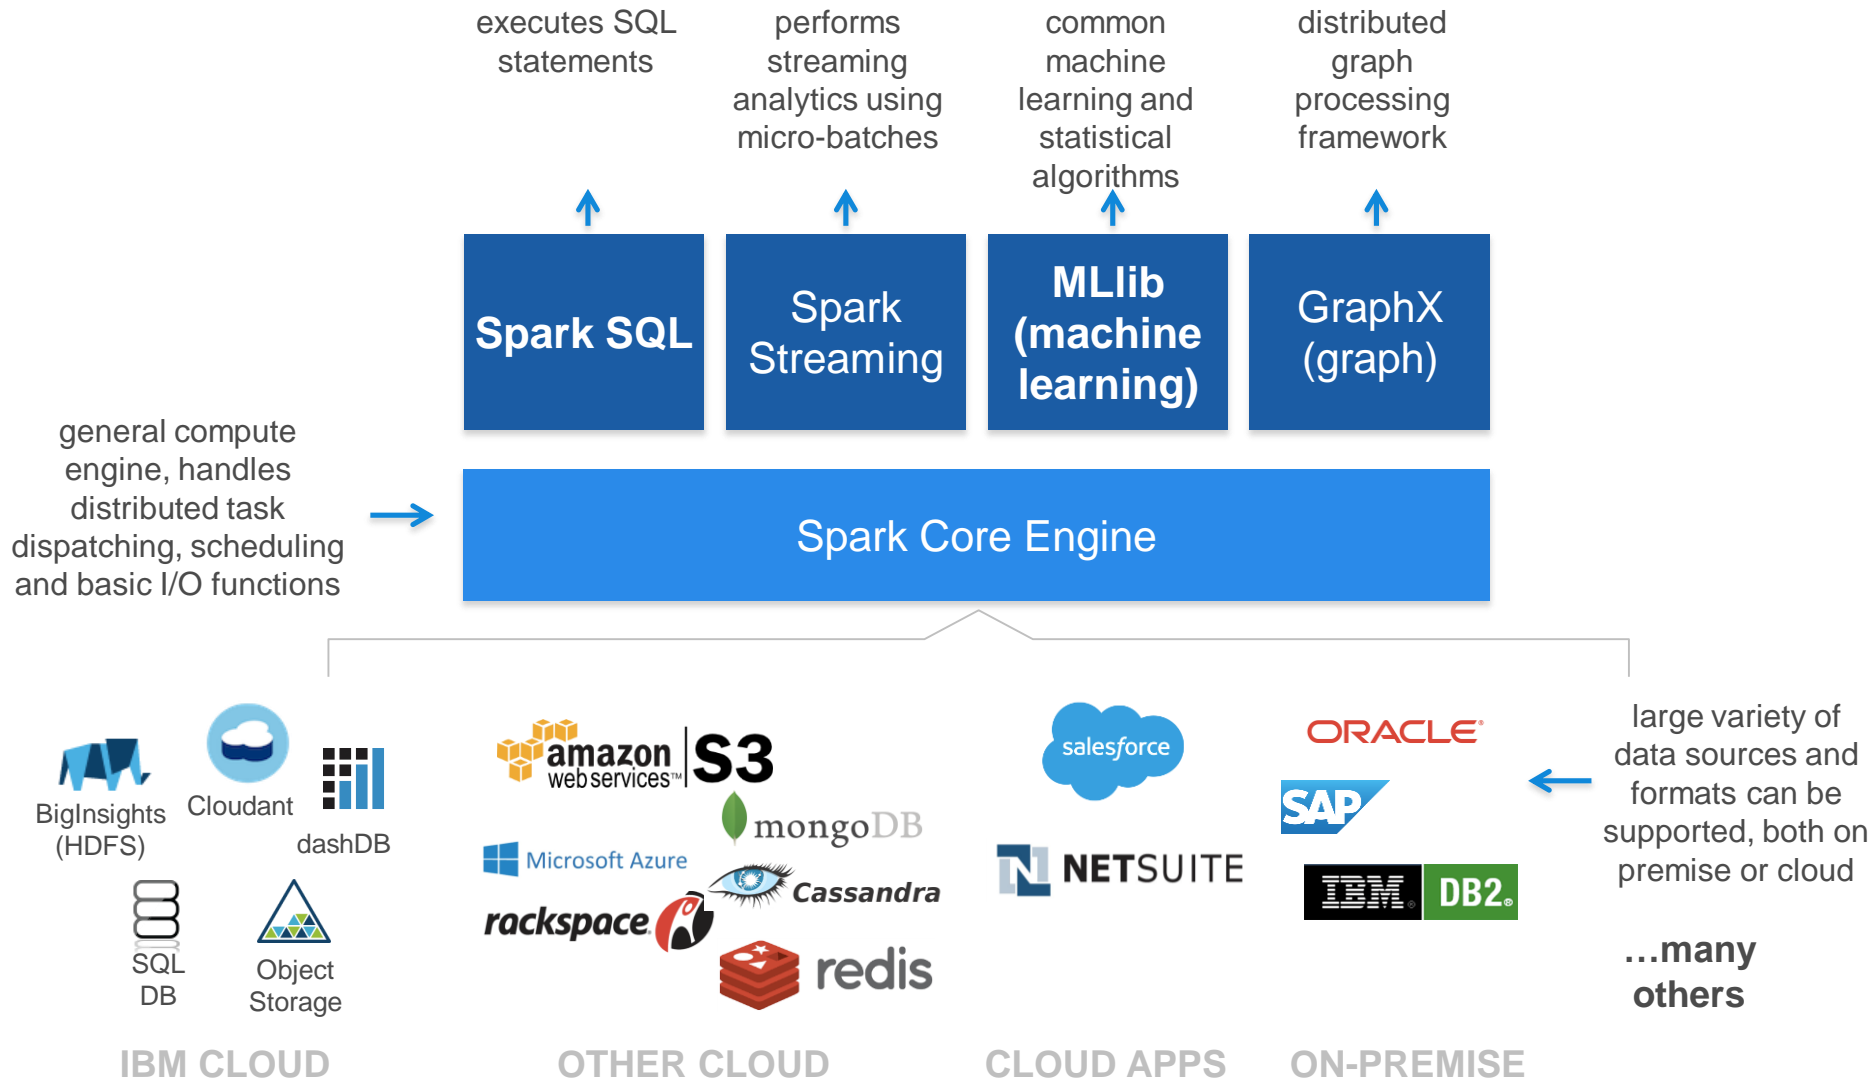 executes SQL
statements
performs
streaming
analytics using
micro-batches
common
machine
learning and
statistical
algorithms
distributed
graph
processing
framework
Spark SQL
Spark
Streaming
MLlib
(machine
learning)
GraphX
(graph)
general compute
engine, handles
distributed task
dispatching, scheduling
and basic I/O functions
Spark Core Engine
BigInsights
(HDFS)
Cloudant
dashDB
SQL
DB
Object
Storage
IBM CLOUD
amazon
web services™
S3
mongoDB
Microsoft Azure
Cassandra
rackspace
redis
OTHER CLOUD
salesforce
NETSUITE
CLOUD APPS
ORACLE®
SAP
IBM® DB2®
ON-PREMISE
large variety of
data sources and
formats can be
supported, both on
premise or cloud
...many
others